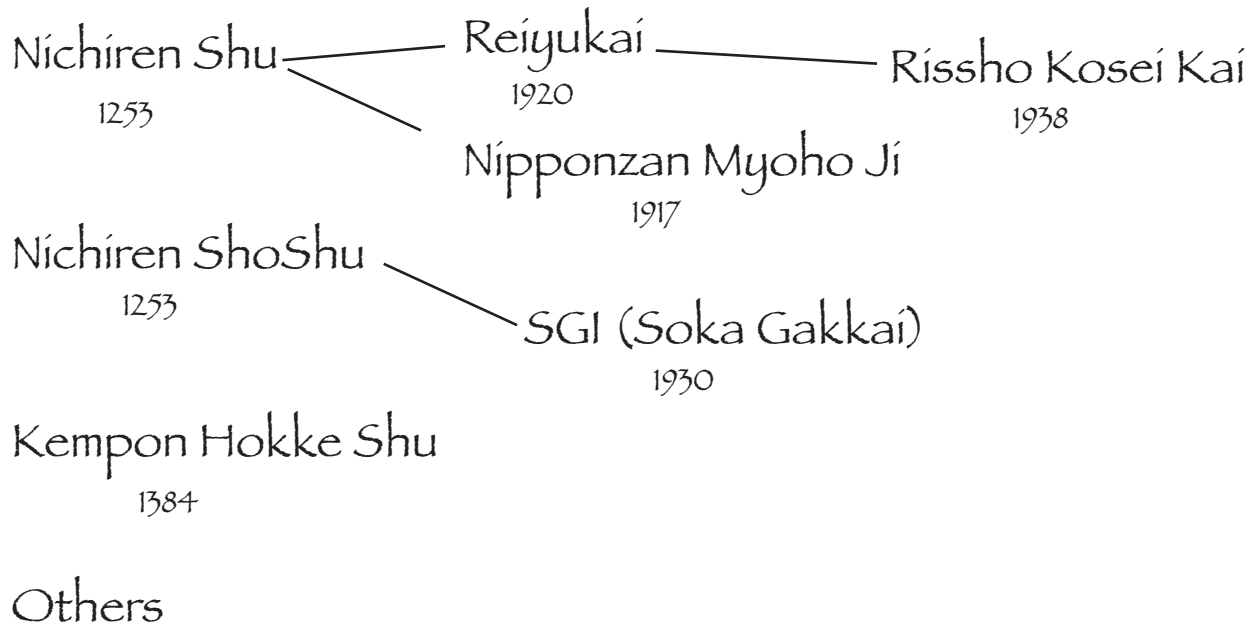 Nichiren Shu
1253
Reiyukai
1920
Rissho Kosei Kai
1938
Nipponzan Myoho Ji
1917
Nichiren ShoShu
1253
SGI (Soka Gakkai)
1930
Kempon Hokke Shu
1384
Others